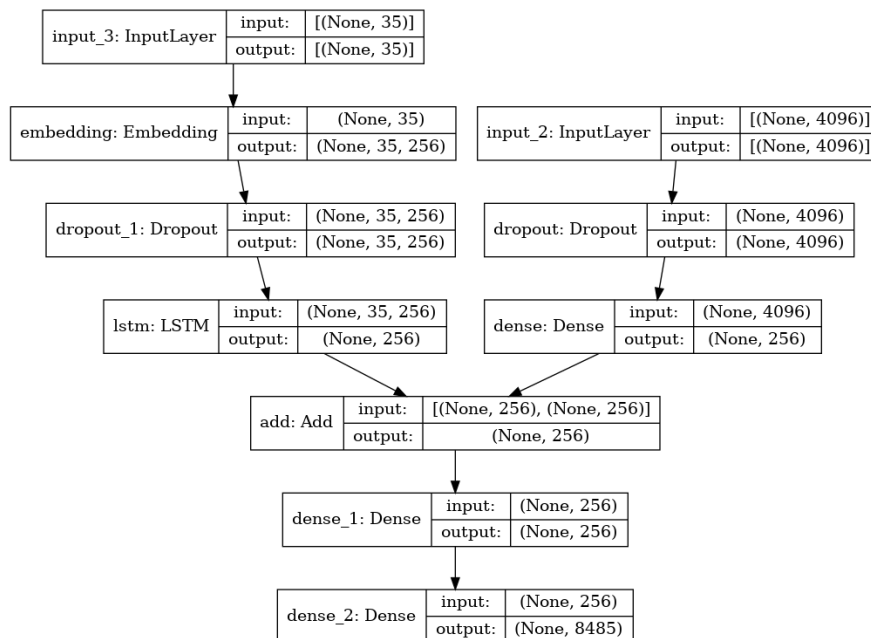 input_3: InputLayer
input: [(None, 35)]
output: [(None, 35)]
embedding: Embedding
input: (None, 35)
output: (None, 35, 256)
input_2: InputLayer
input: [(None, 4096)]
output: [(None, 4096)]
dropout_1: Dropout
input: (None, 35, 256)
output: (None, 35, 256)
dropout: Dropout
input: (None, 4096)
output: (None, 4096)
lstm: LSTM
input: (None, 35, 256)
output: (None, 256)
dense: Dense
input: (None, 4096)
output: (None, 256)
add: Add
input: [(None, 256), (None, 256)]
output: (None, 256)
dense_1: Dense
input: (None, 256)
output: (None, 256)
dense_2: Dense
input: (None, 256)
output: (None, 8485)